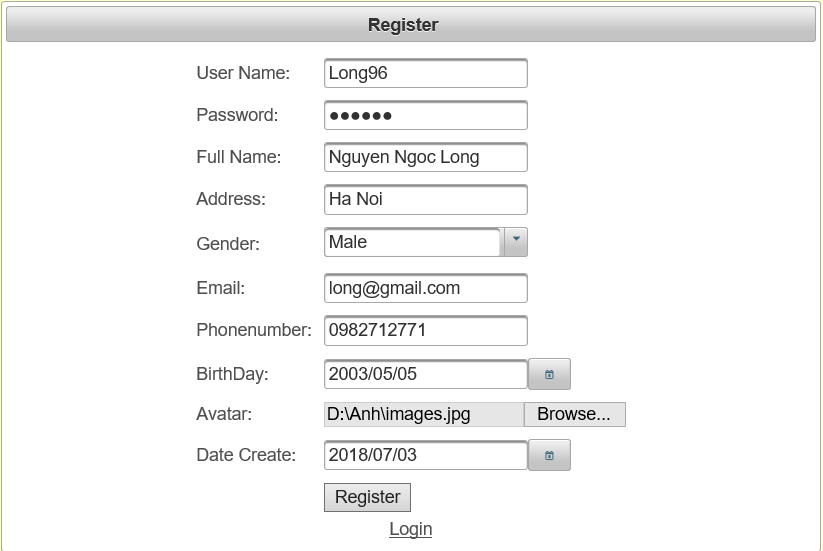 Register
User Name: Long96
Password: ●●●●●●
Full Name: Nguyen Ngoc Long
Address: Ha Noi
Gender: Male
Email: long@gmail.com
Phonenumber: 0982712771
BirthDay: 2003/05/05
Avatar: D:\Anh\images.jpg Browse...
Date Create: 2018/07/03
Register
Login